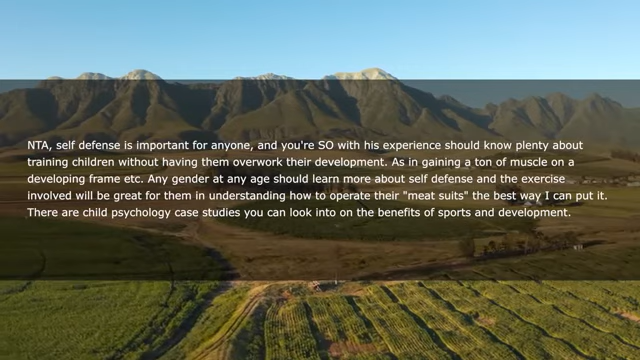 NTA, self defense is important for anyone, and you're SO with his experience should know plenty about
training children without having them overwork their development. As in gaining a ton of muscle on a
developing frame etc. Any gender at any age should learn more about self defense and the exercise
involved will be great for them in understanding how to operate their "meat suits" the best way I can put it.
There are child psychology case studies you can look into on the benefits of sports and development.